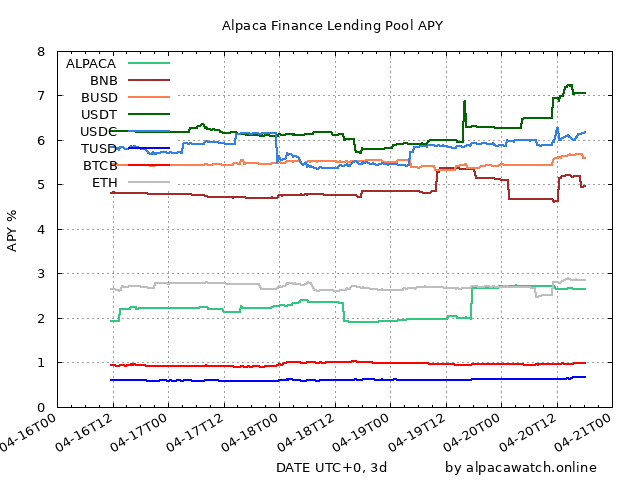 Alpaca Finance Lending Pool APY
8
7
6
5
4
3
2
1
0
APY %
ALPACA
BNB
BUSD
USDT
USDC
TUSD
BTCB
ETH
04-16T00
04-16T12
04-17T00
04-17T12
04-18T00
04-18T12
04-19T00
04-19T12
04-20T00
04-20T12
04-21T00
DATE UTC+0, 3d
by alpacawatch.online